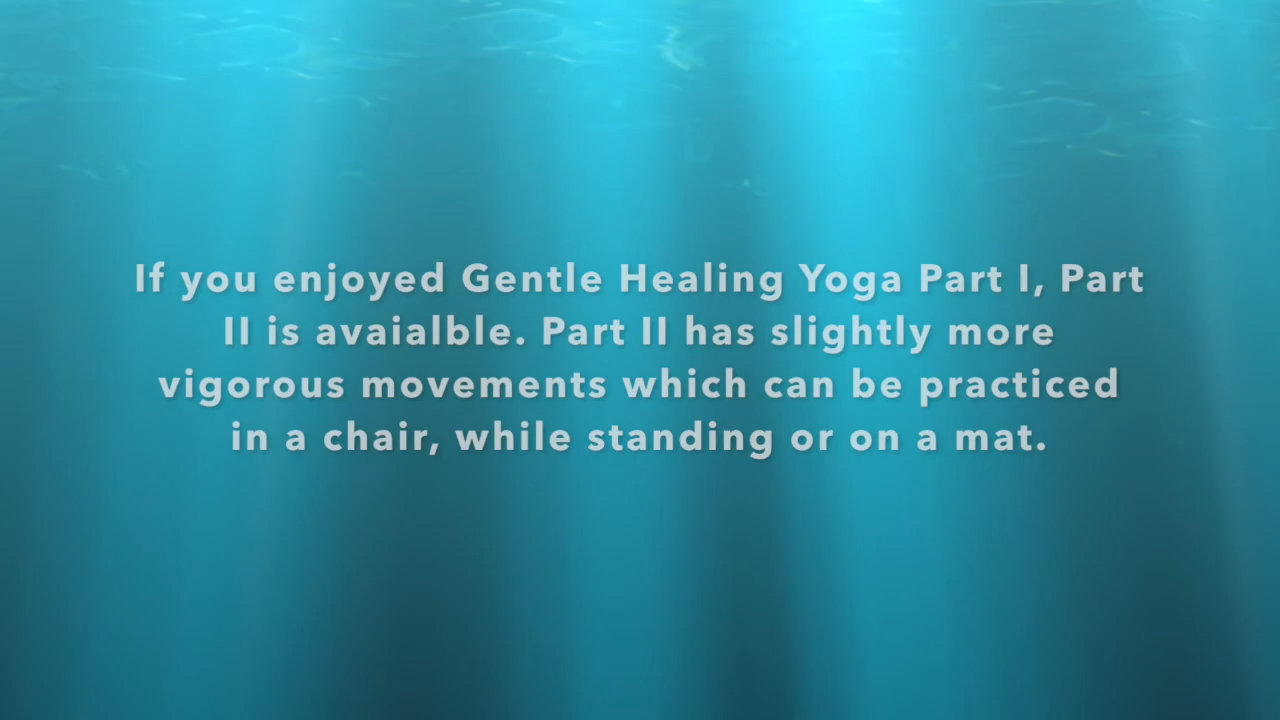 If you enjoyed Gentle Healing Yoga Part I, Part
II is avaialble. Part II has slightly more
vigorous movements which can be practiced
in a chair, while standing or on a mat.